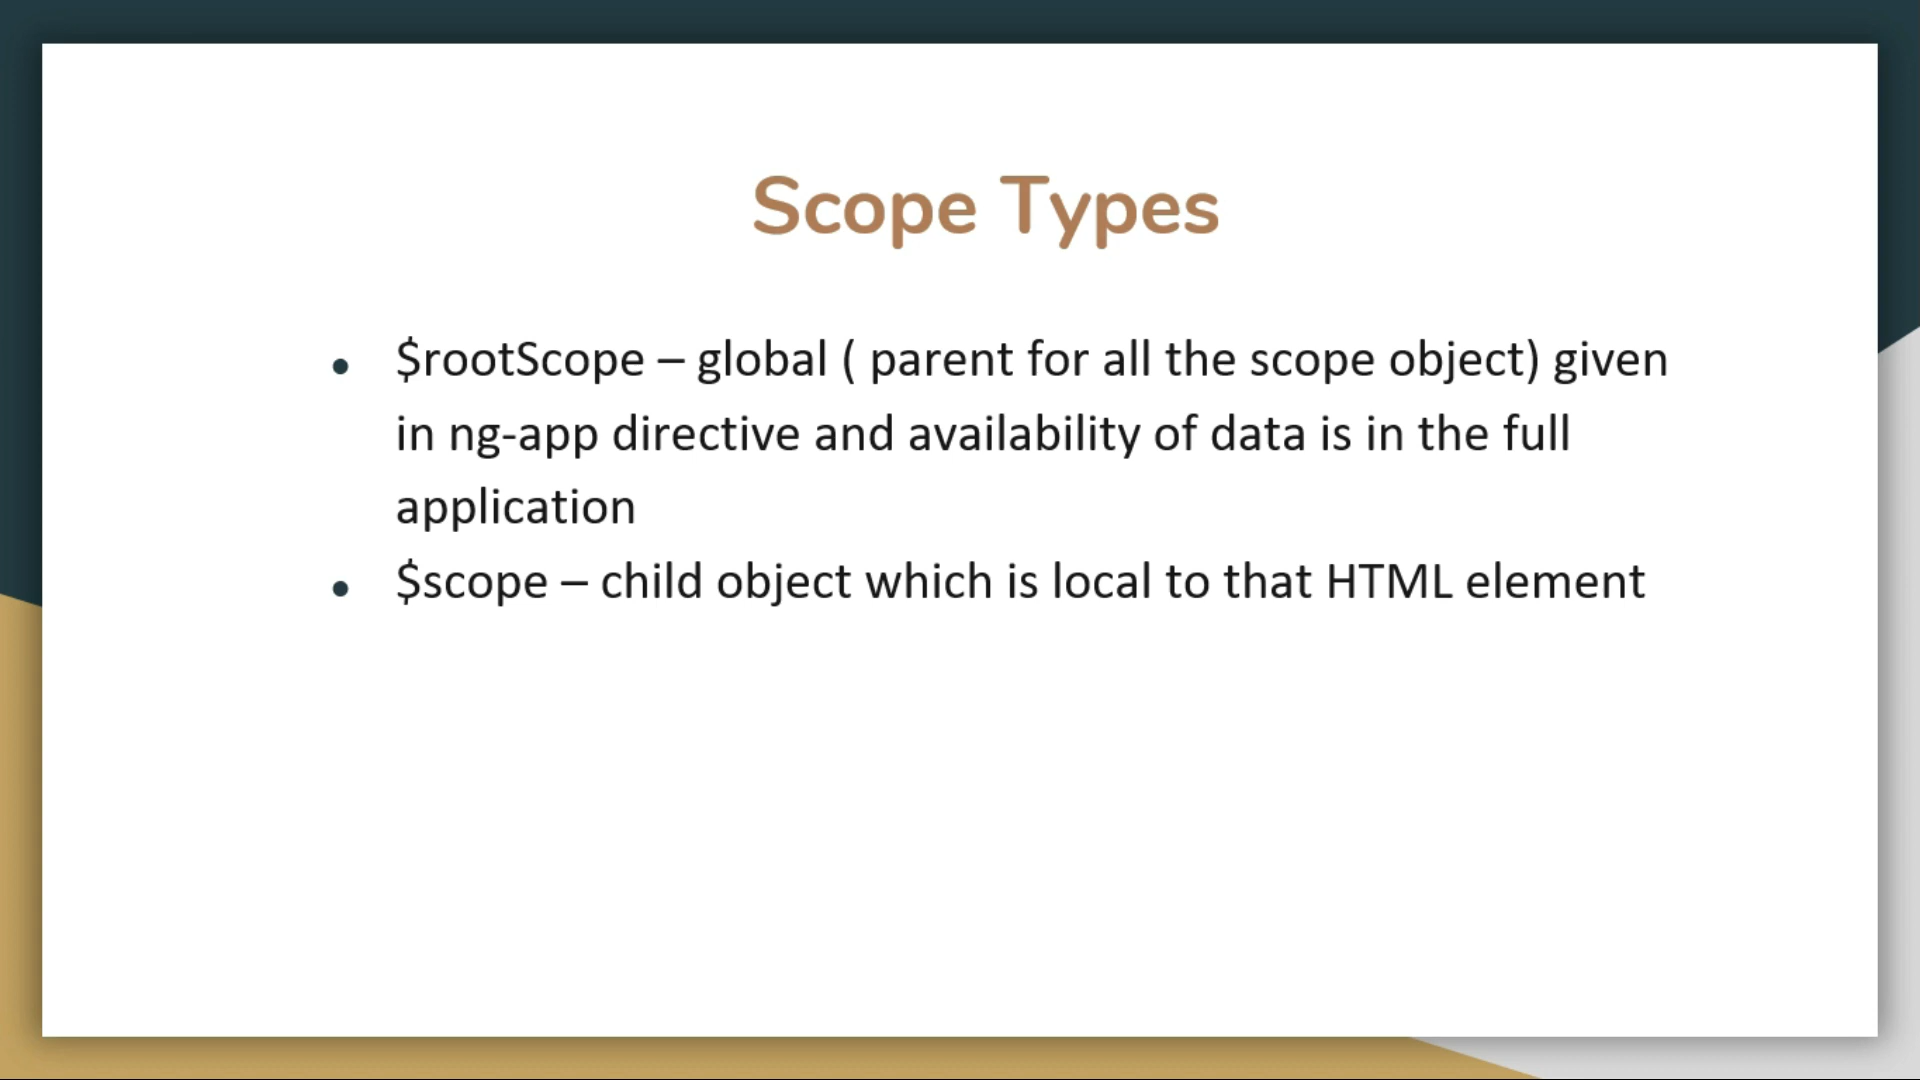 Scope Types
• $rootScope – global ( parent for all the scope object) given
in ng-app directive and availability of data is in the full
application
• $scope – child object which is local to that HTML element